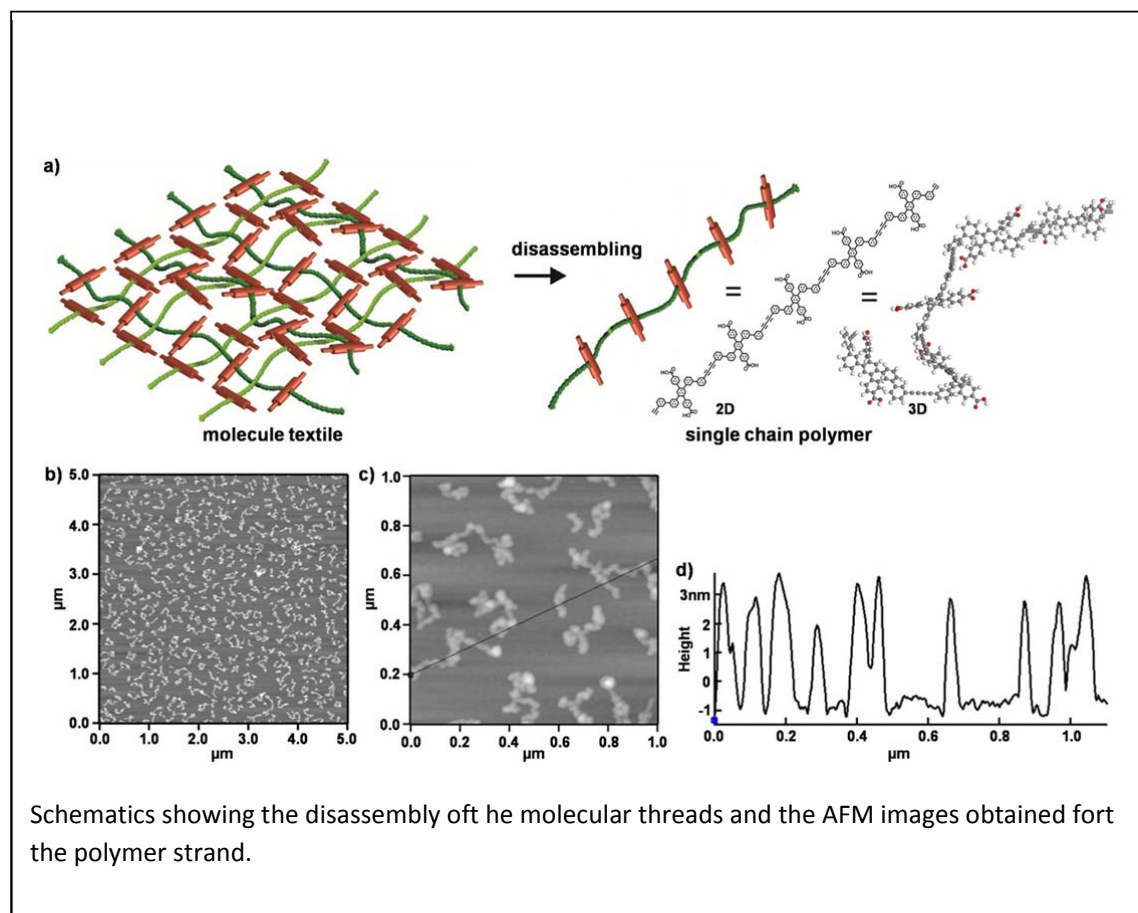 a)
disassembling
=
=
2D
3D
molecule textile
single chain polymer
b)
5.0
4.0
3.0
2.0
1.0
0.0
µm
0.0 1.0 2.0 3.0 4.0 5.0
µm
c)
1.0
0.8
0.6
0.4
0.2
0.0
µm
0.0 0.2 0.4 0.6 0.8 1.0
µm
d)
3nm
2
1
0
-1
Height
0.0 0.2 0.4 0.6 0.8 1.0
µm
Schematics showing the disassembly oft he molecular threads and the AFM images obtained fort
the polymer strand.